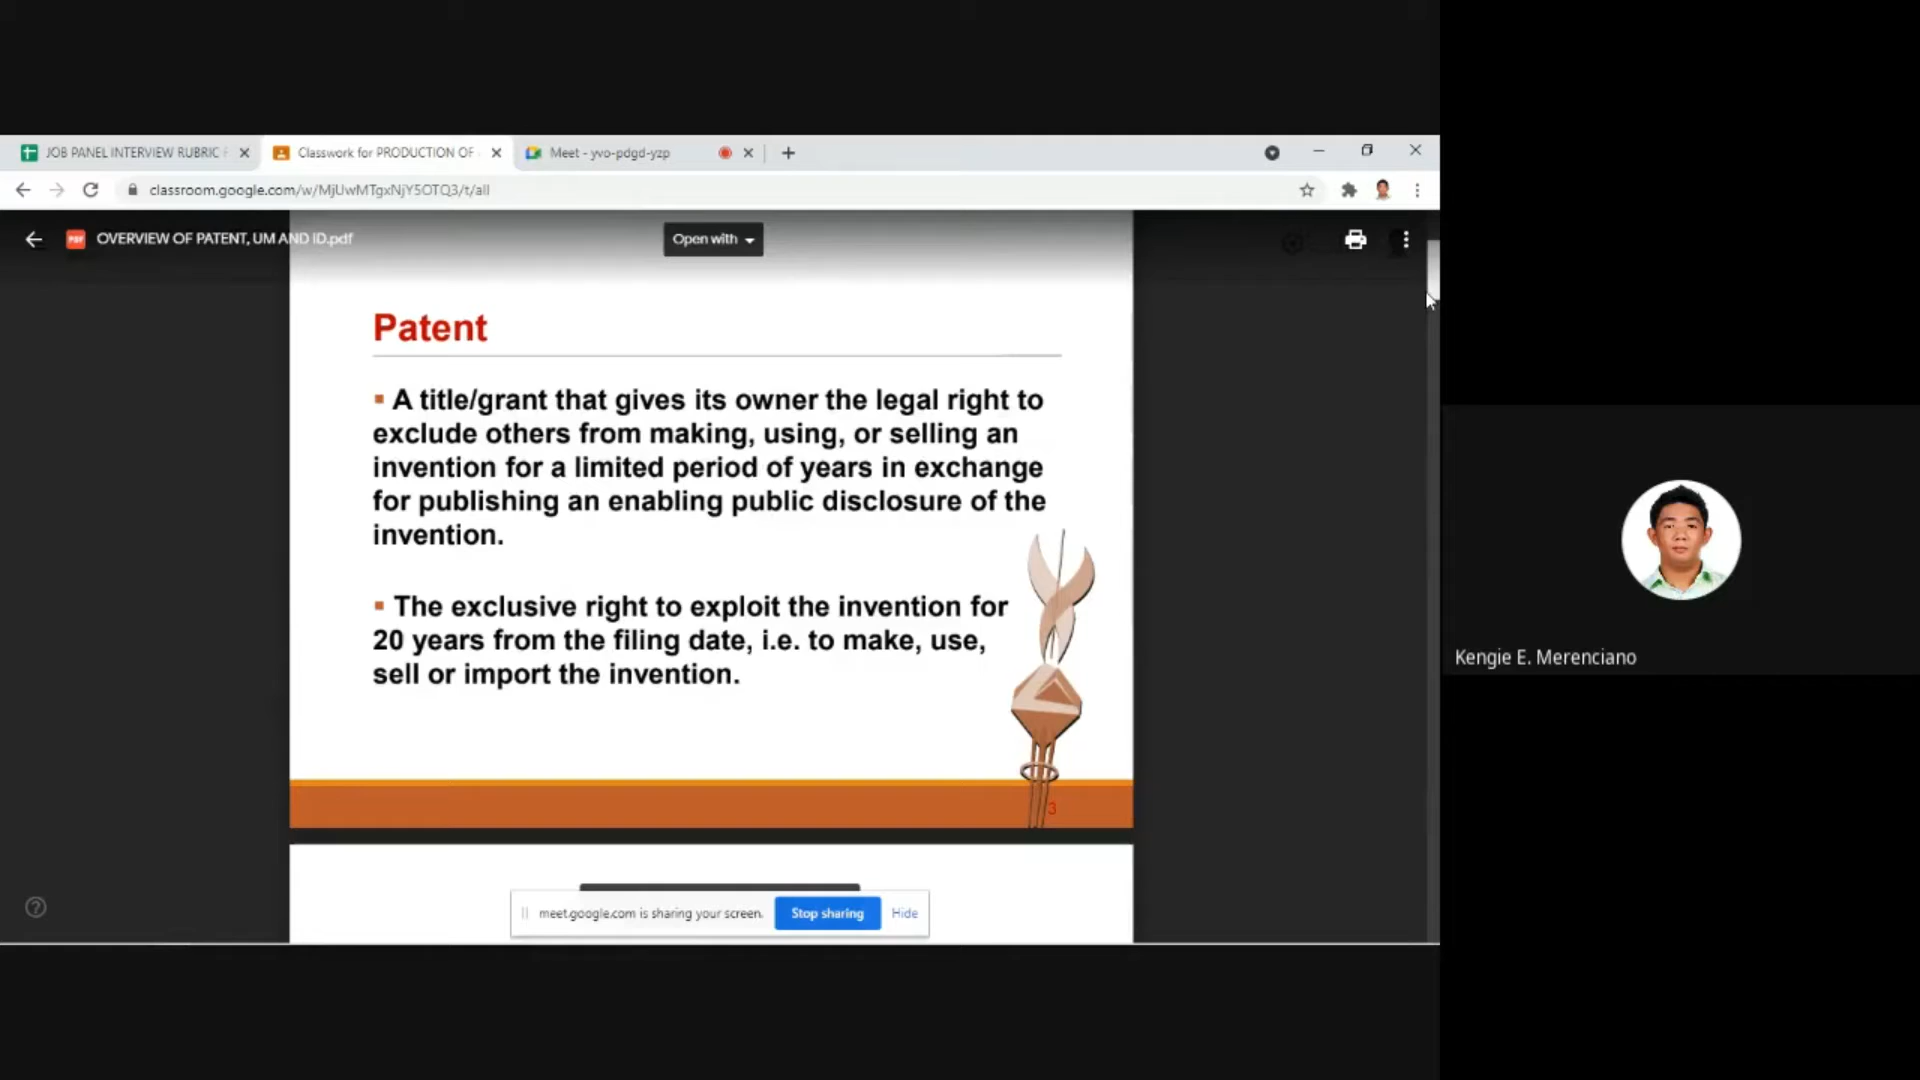 JOB PANEL INTERVIEW RUBRIC
Classwork for PRODUCTION OF
Meet - yvo-pdgd-yzp
classroom.google.com/w/MjUwMTgxNjY5OTQ3/t/all
PDF
OVERVIEW OF PATENT, UM AND ID.pdf
Open with
Patent
▪ A title/grant that gives its owner the legal right to
exclude others from making, using, or selling an
invention for a limited period of years in exchange
for publishing an enabling public disclosure of the
invention.
▪ The exclusive right to exploit the invention for
20 years from the filing date, i.e. to make, use,
sell or import the invention.
3
Kengie E. Merenciano
meet.google.com is sharing your screen.
Stop sharing
Hide